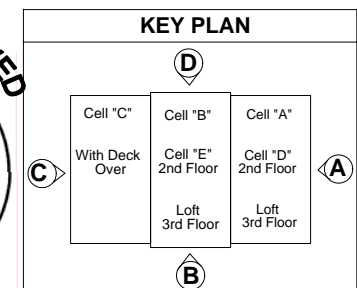 KEY PLAN
D
Cell "C"
With Deck
Over
Cell "B"
Cell "E"
2nd Floor
Loft
3rd Floor
Cell "A"
Cell "D"
2nd Floor
Loft
3rd Floor
C
A
B